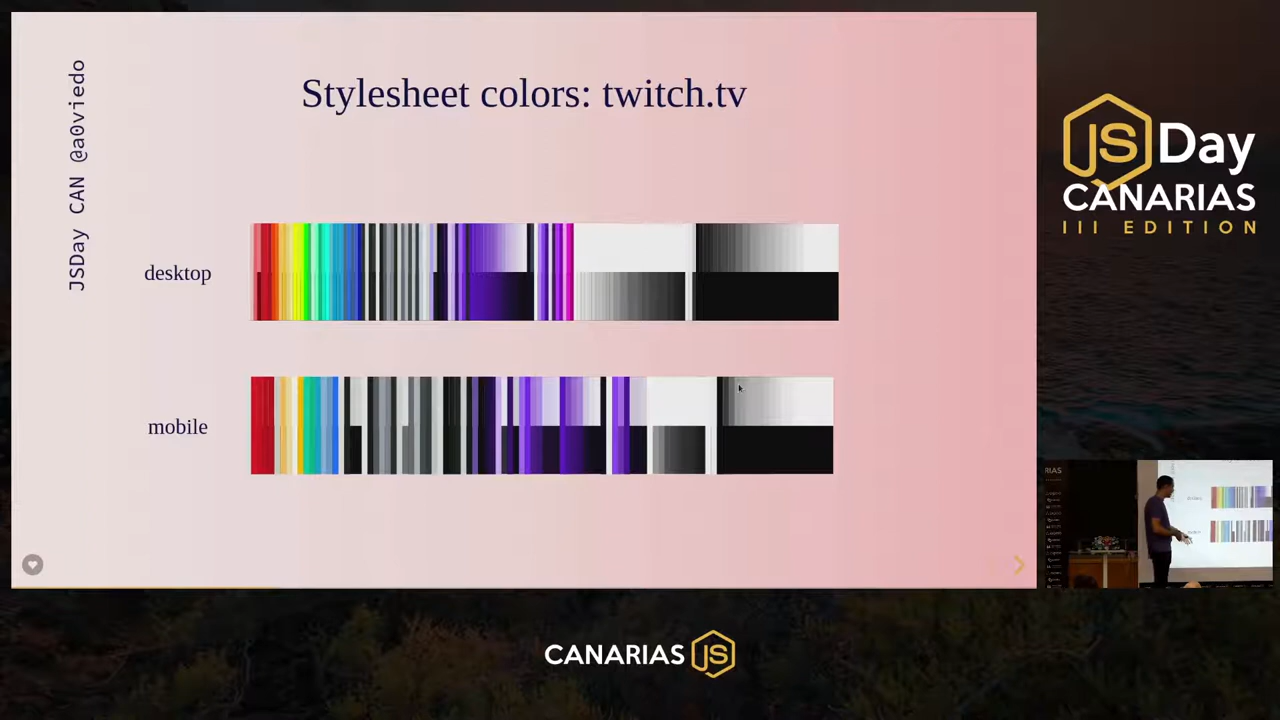 JSDay CAN @a0viedo
Stylesheet colors: twitch.tv
desktop
mobile
JS Day
CANARIAS
III EDITION
CANARIAS JS